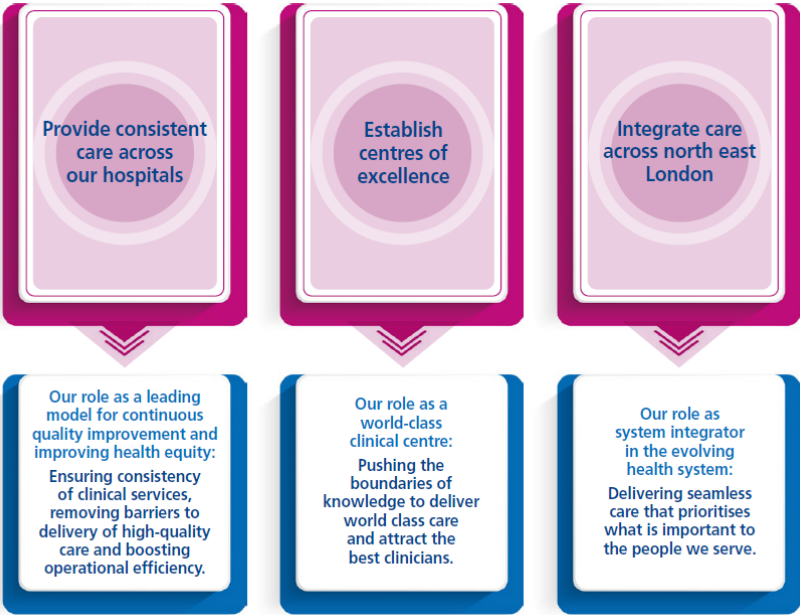 Provide consistent
care across
our hospitals
Establish
centres of
excellence
Integrate care
across north east
London
Our role as a leading
model for continuous
quality improvement and
improving health equity:
Ensuring consistency
of clinical services,
removing barriers to
delivery of high-quality
care and boosting
operational efficiency.
Our role as a
world-class
clinical centre:
Pushing the
boundaries of
knowledge to deliver
world class care
and attract the
best clinicians.
Our role as
system integrator
in the evolving
health system:
Delivering seamless
care that prioritises
what is important to
the people we serve.